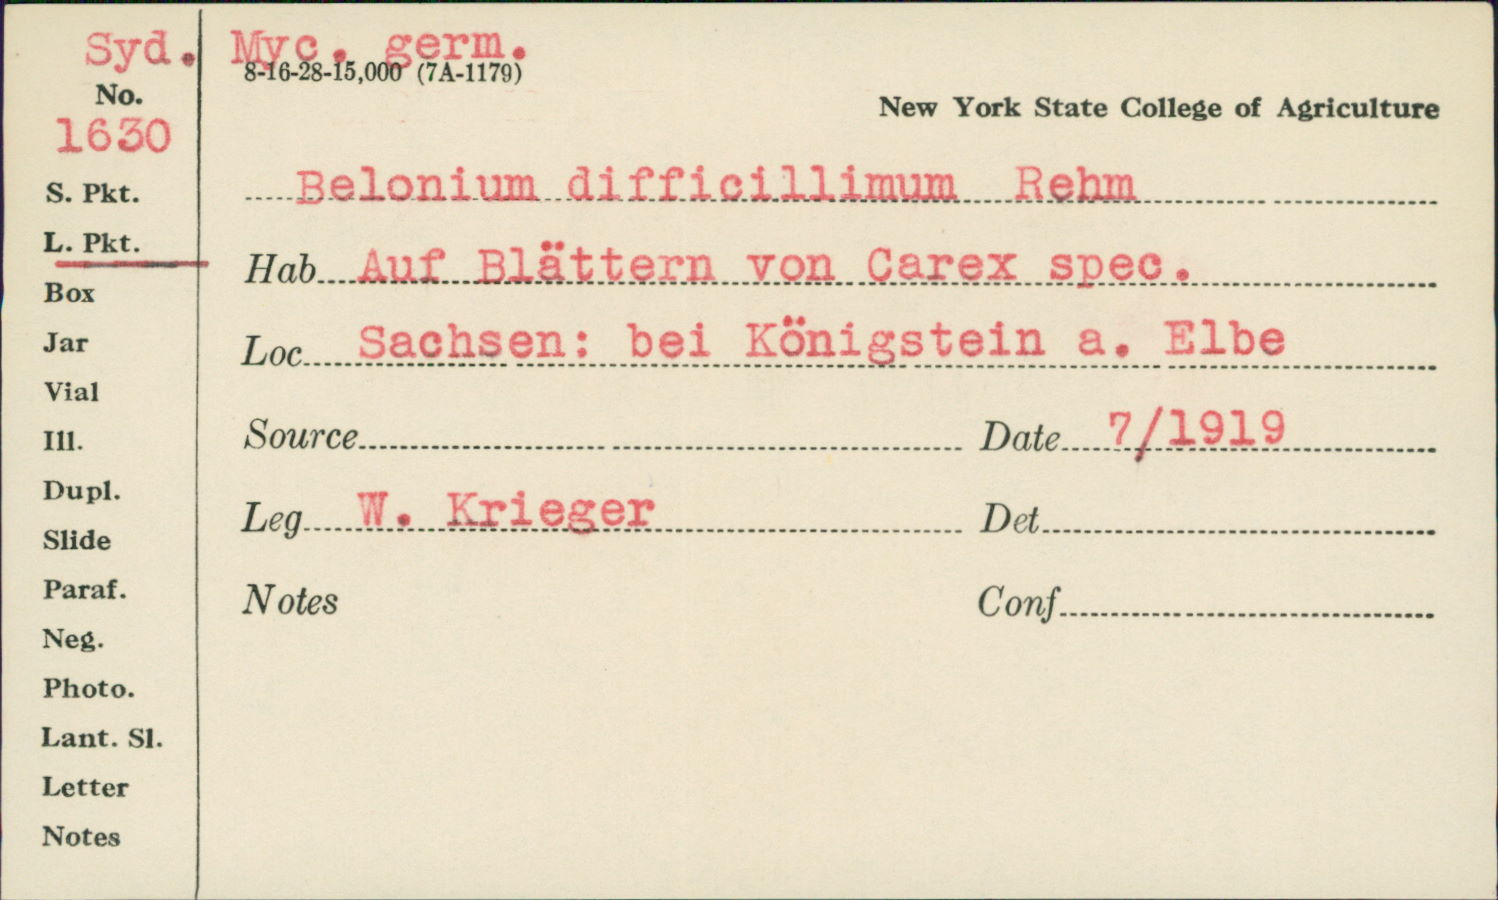 Syd. Myc. germ.
8-16-28-15,000 (7A-1179)
No.
1630
New York State College of Agriculture
S. Pkt.
Belonium difficillimum Rehm
L. Pkt.
Hab Auf Blättern von Carex spec.
Box
Jar
Loc Sachsen: bei Königstein a. Elbe
Vial
Ill.
Source Date 7/1919
Dupl.
Leg W. Krieger Det
Slide
Paraf.
Notes Conf
Neg.
Photo.
Lant. Sl.
Letter
Notes